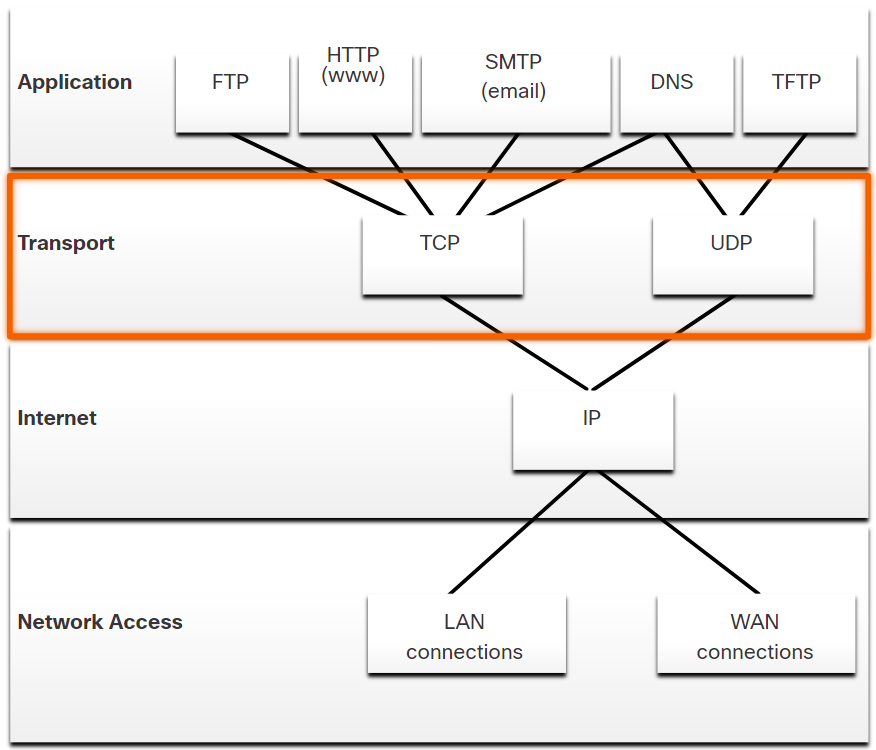 Application
FTP
HTTP
(www)
SMTP
(email)
DNS
TFTP
Transport
TCP
UDP
Internet
IP
Network Access
LAN
connections
WAN
connections